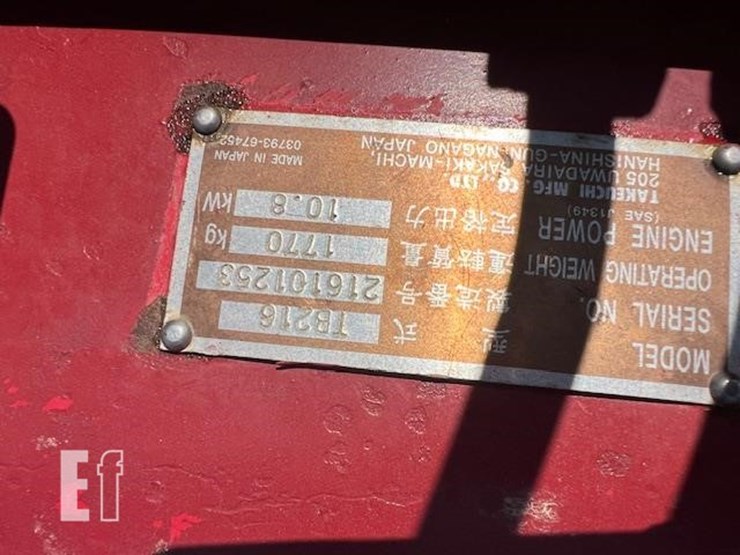 MODEL 型式 TB216
SERIAL NO. 製造番号 216101253
OPERATING WEIGHT 運転質量 1770 kg
ENGINE POWER 定格出力 10.8 kW
(SAE J1349)
TAKEUCHI MFG. CO., LTD.
205 UWADAIRA SAKAKI-MACHI,
HANISHINA-GUN NAGANO JAPAN
MADE IN JAPAN
03793-67452
Ef